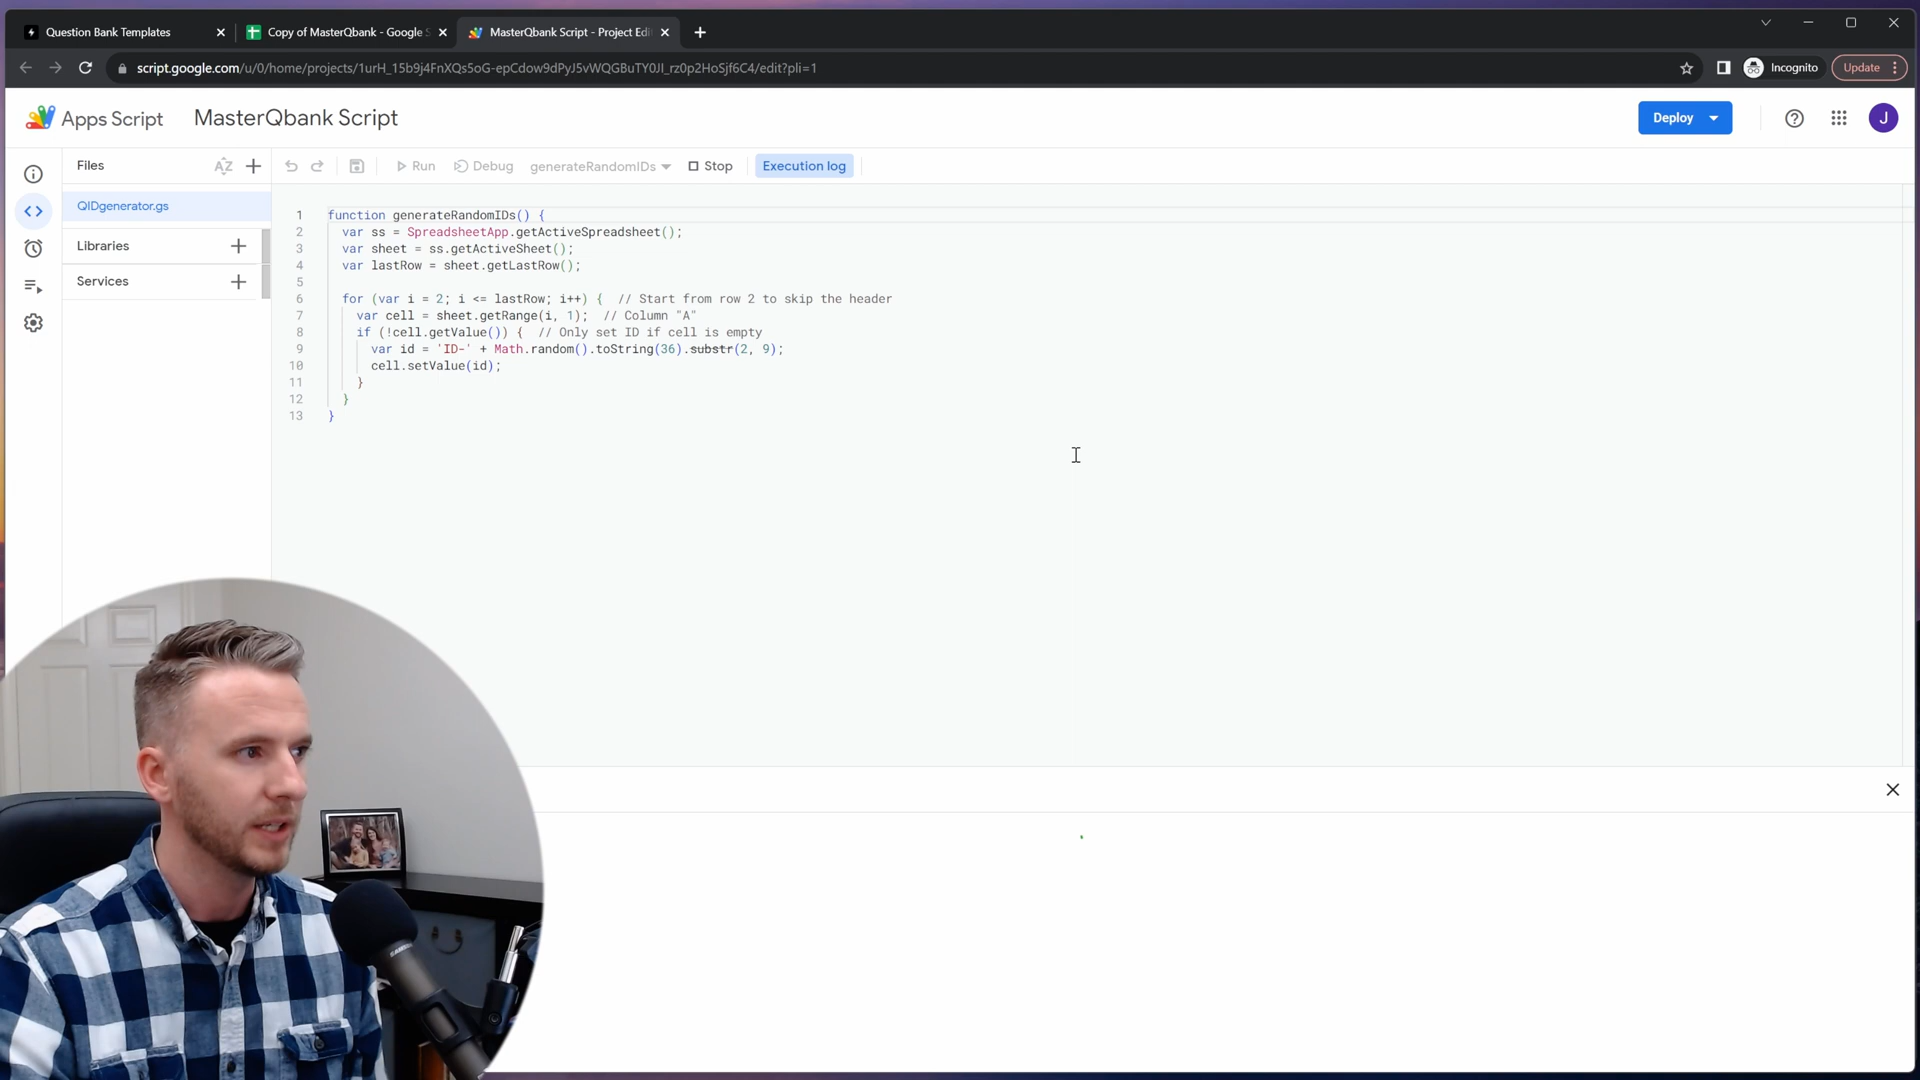 Question Bank Templates
Copy of MasterQbank - Google S
MasterQbank Script - Project Edi
script.google.com/u/0/home/projects/1urH_15b9j4FnXQs5oG-epCdow9dPyJ5vWQGBuTY0JI_rz0p2HoSjf6C4/edit?pli=1
Incognito
Update
Apps Script
MasterQbank Script
Deploy
J
Files
AZ
Run
Debug
generateRandomIDs
Stop
Execution log
QIDgenerator.gs
Libraries
Services
1 function generateRandomIDs() {
2 var ss = SpreadsheetApp.getActiveSpreadsheet();
3 var sheet = ss.getActiveSheet();
4 var lastRow = sheet.getLastRow();
5
6 for (var i = 2; i <= lastRow; i++) { // Start from row 2 to skip the header
7 var cell = sheet.getRange(i, 1); // Column "A"
8 if (!cell.getValue()) { // Only set ID if cell is empty
9 var id = 'ID-' + Math.random().toString(36).substr(2, 9);
10 cell.setValue(id);
11 }
12 }
13 }